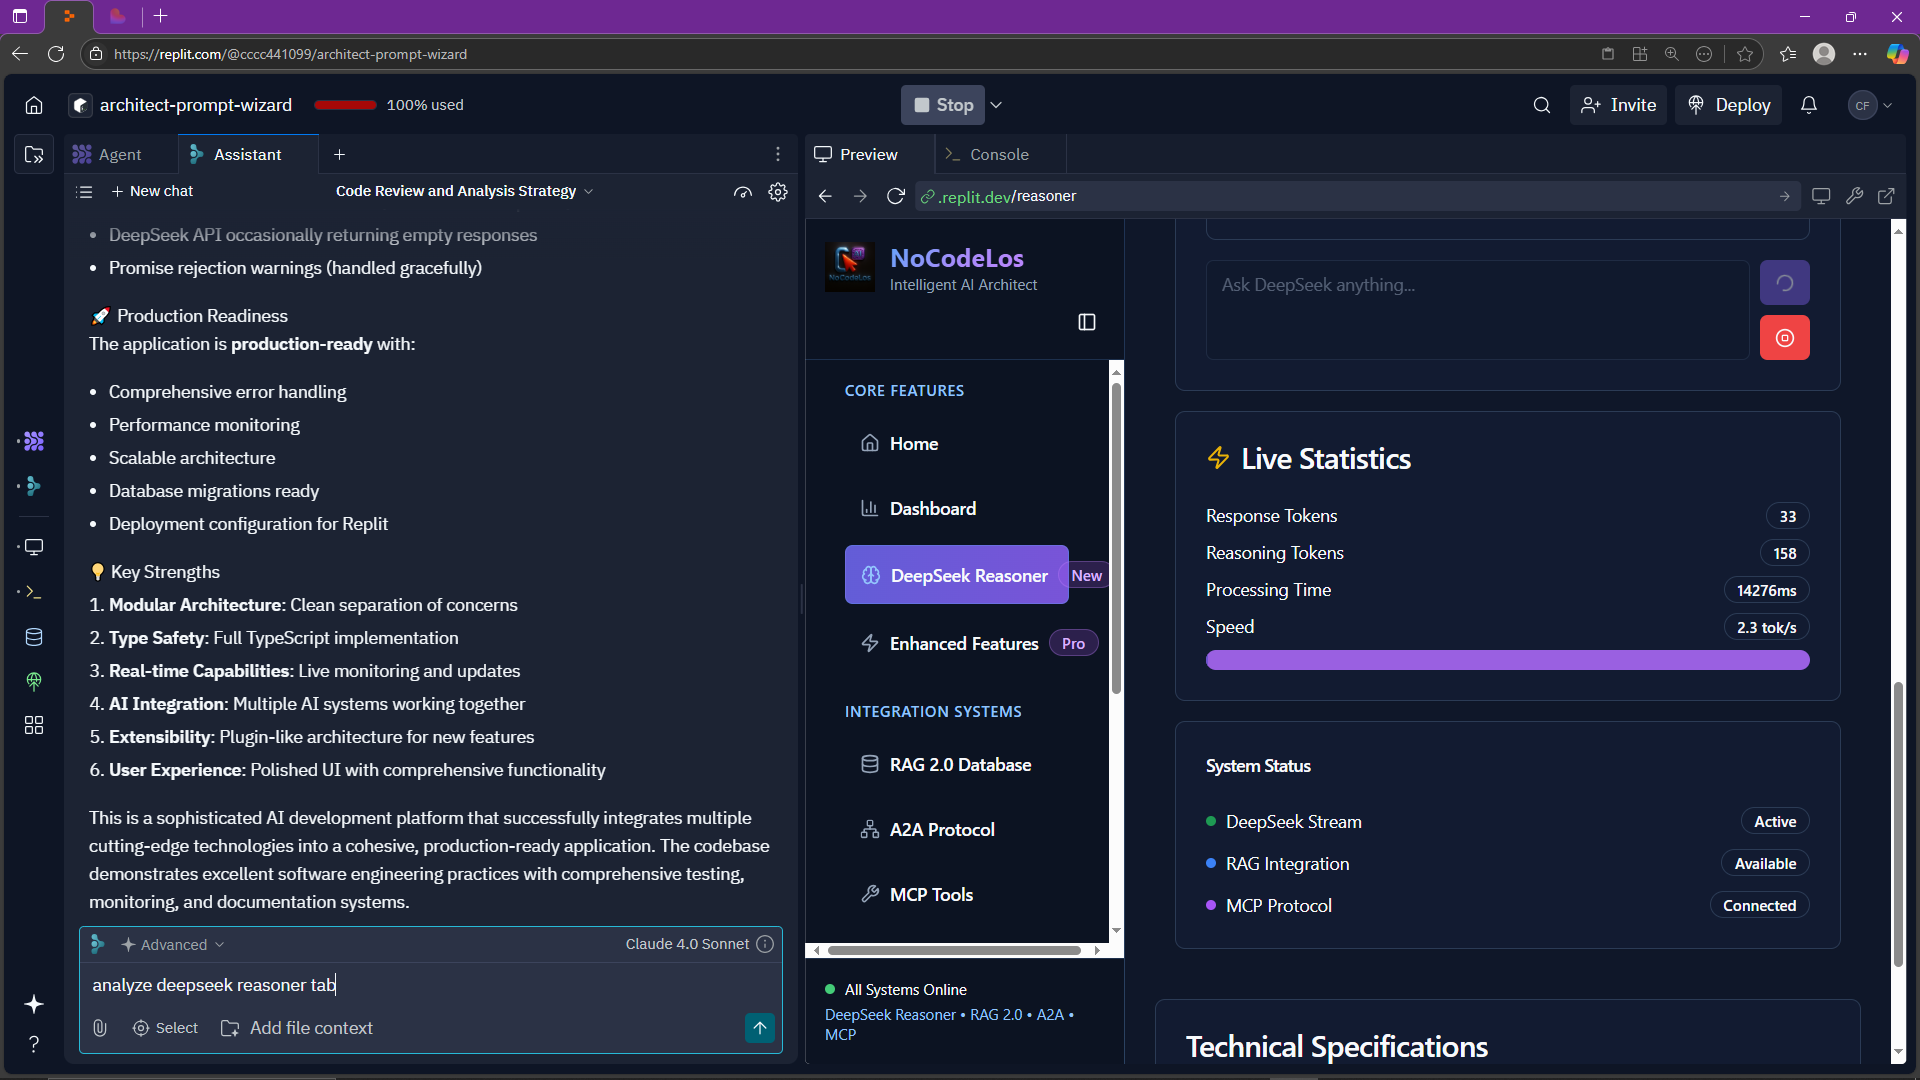 https://replit.com/@cccc441099/architect-prompt-wizard
architect-prompt-wizard
100% used
Stop
Invite
Deploy
CF
Agent
Assistant
New chat
Code Review and Analysis Strategy
• DeepSeek API occasionally returning empty responses
• Promise rejection warnings (handled gracefully)
🚀 Production Readiness
The application is production-ready with:
• Comprehensive error handling
• Performance monitoring
• Scalable architecture
• Database migrations ready
• Deployment configuration for Replit
💡 Key Strengths
1. Modular Architecture: Clean separation of concerns
2. Type Safety: Full TypeScript implementation
3. Real-time Capabilities: Live monitoring and updates
4. AI Integration: Multiple AI systems working together
5. Extensibility: Plugin-like architecture for new features
6. User Experience: Polished UI with comprehensive functionality
This is a sophisticated AI development platform that successfully integrates multiple
cutting-edge technologies into a cohesive, production-ready application. The codebase
demonstrates excellent software engineering practices with comprehensive testing,
monitoring, and documentation systems.
Advanced
Claude 4.0 Sonnet
analyze deepseek reasoner tab
Select
Add file context
Preview
Console
.replit.dev/reasoner
NoCodeLos
NoCodeLos
Intelligent AI Architect
CORE FEATURES
Home
Dashboard
DeepSeek Reasoner New
Enhanced Features Pro
INTEGRATION SYSTEMS
RAG 2.0 Database
A2A Protocol
MCP Tools
All Systems Online
DeepSeek Reasoner • RAG 2.0 • A2A •
MCP
Ask DeepSeek anything...
Live Statistics
Response Tokens 33
Reasoning Tokens 158
Processing Time 14276ms
Speed 2.3 tok/s
System Status
DeepSeek Stream Active
RAG Integration Available
MCP Protocol Connected
Technical Specifications